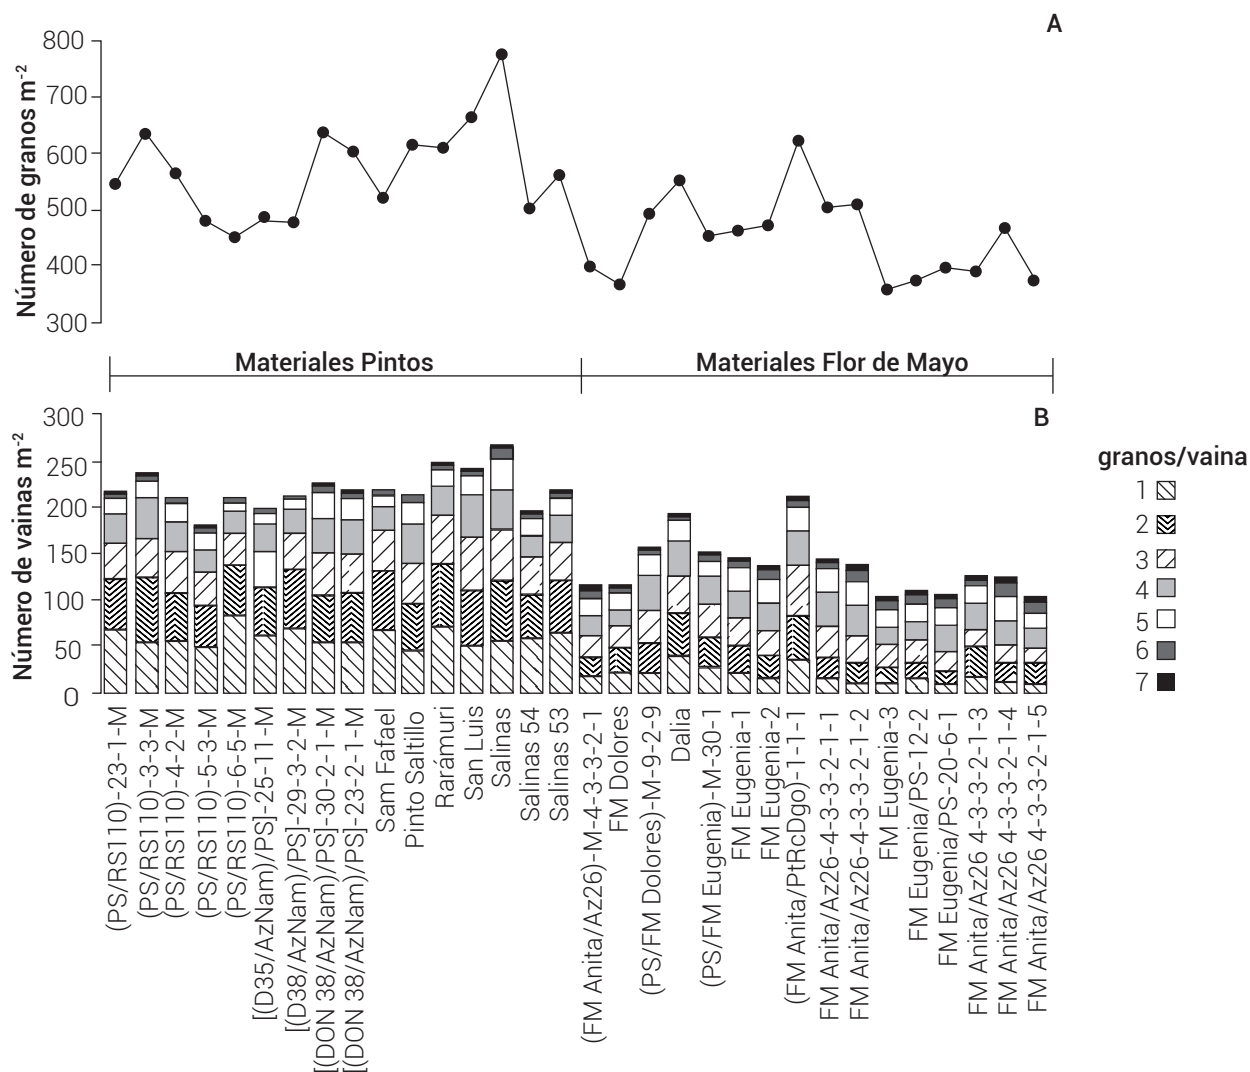 A
Número de granos m⁻²
800
700
600
500
400
300
Materiales Pintos
Materiales Flor de Mayo
B
Número de vainas m⁻²
300
250
200
150
100
50
0
granos/vaina
1
2
3
4
5
6
7
(PS/RS110)-23-1-M
(PS/RS110)-3-3-M
(PS/RS110)-4-2-M
(PS/RS110)-5-3-M
(PS/RS110)-6-5-M
[(D35/AzNam)/PS]-25-11-M
[(D38/AzNam)/PS]-29-3-2-M
[(DON 38/AzNam)/PS]-30-2-1-M
[(DON 38/AzNam)/PS]-23-2-1-M
Sam Fafael
Pinto Saltillo
Rarámuri
San Luis
Salinas
Salinas 54
Salinas 53
(FM Anita/Az26)-M-4-3-3-2-1
FM Dolores
(PS/FM Dolores)-M-9-2-9
Dalia
(PS/FM Eugenia)-M-30-1
FM Eugenia-1
FM Eugenia-2
(FM Anita/PtRcDgo)-1-1-1
FM Anita/Az26-4-3-3-2-1-1
FM Anita/Az26-4-3-3-2-1-2
FM Eugenia-3
FM Eugenia/PS-12-2
FM Eugenia/PS-20-6-1
FM Anita/Az26 4-3-3-2-1-3
FM Anita/Az26 4-3-3-2-1-4
FM Anita/Az26 4-3-3-2-1-5